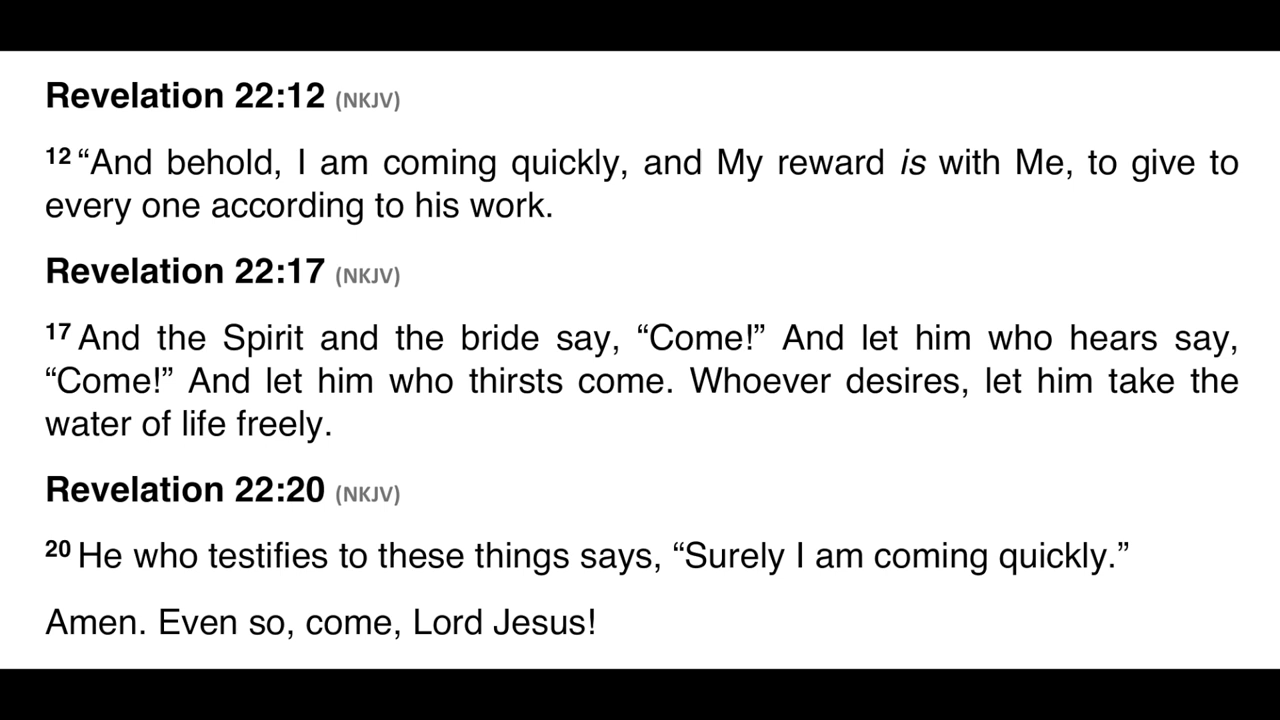 Revelation 22:12 (NKJV)
12 “And behold, I am coming quickly, and My reward is with Me, to give to
every one according to his work.
Revelation 22:17 (NKJV)
17 And the Spirit and the bride say, “Come!” And let him who hears say,
“Come!” And let him who thirsts come. Whoever desires, let him take the
water of life freely.
Revelation 22:20 (NKJV)
20 He who testifies to these things says, “Surely I am coming quickly.”
Amen. Even so, come, Lord Jesus!